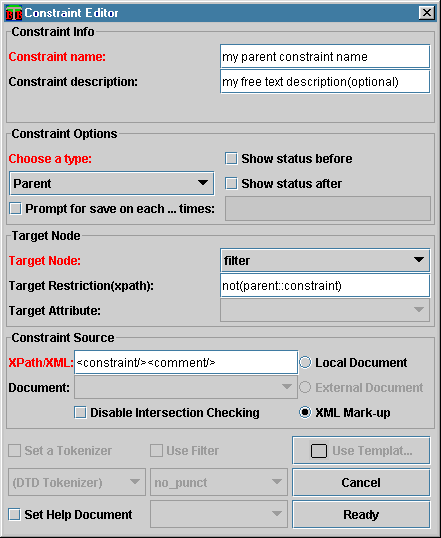 Constraint Editor
Constraint Info
Constraint name: my parent constraint name
Constraint description: my free text description(optional)
Constraint Options
Choose a type: Show status before
Parent Show status after
Prompt for save on each ... times:
Target Node
Target Node: filter
Target Restriction(xpath): not(parent::constraint)
Target Attribute:
Constraint Source
XPath/XML: <constraint/><comment/> Local Document
Document: External Document
Disable Intersection Checking XML Mark-up
Set a Tokenizer Use Filter Use Templat...
(DTD Tokenizer) no_punct Cancel
Set Help Document Ready